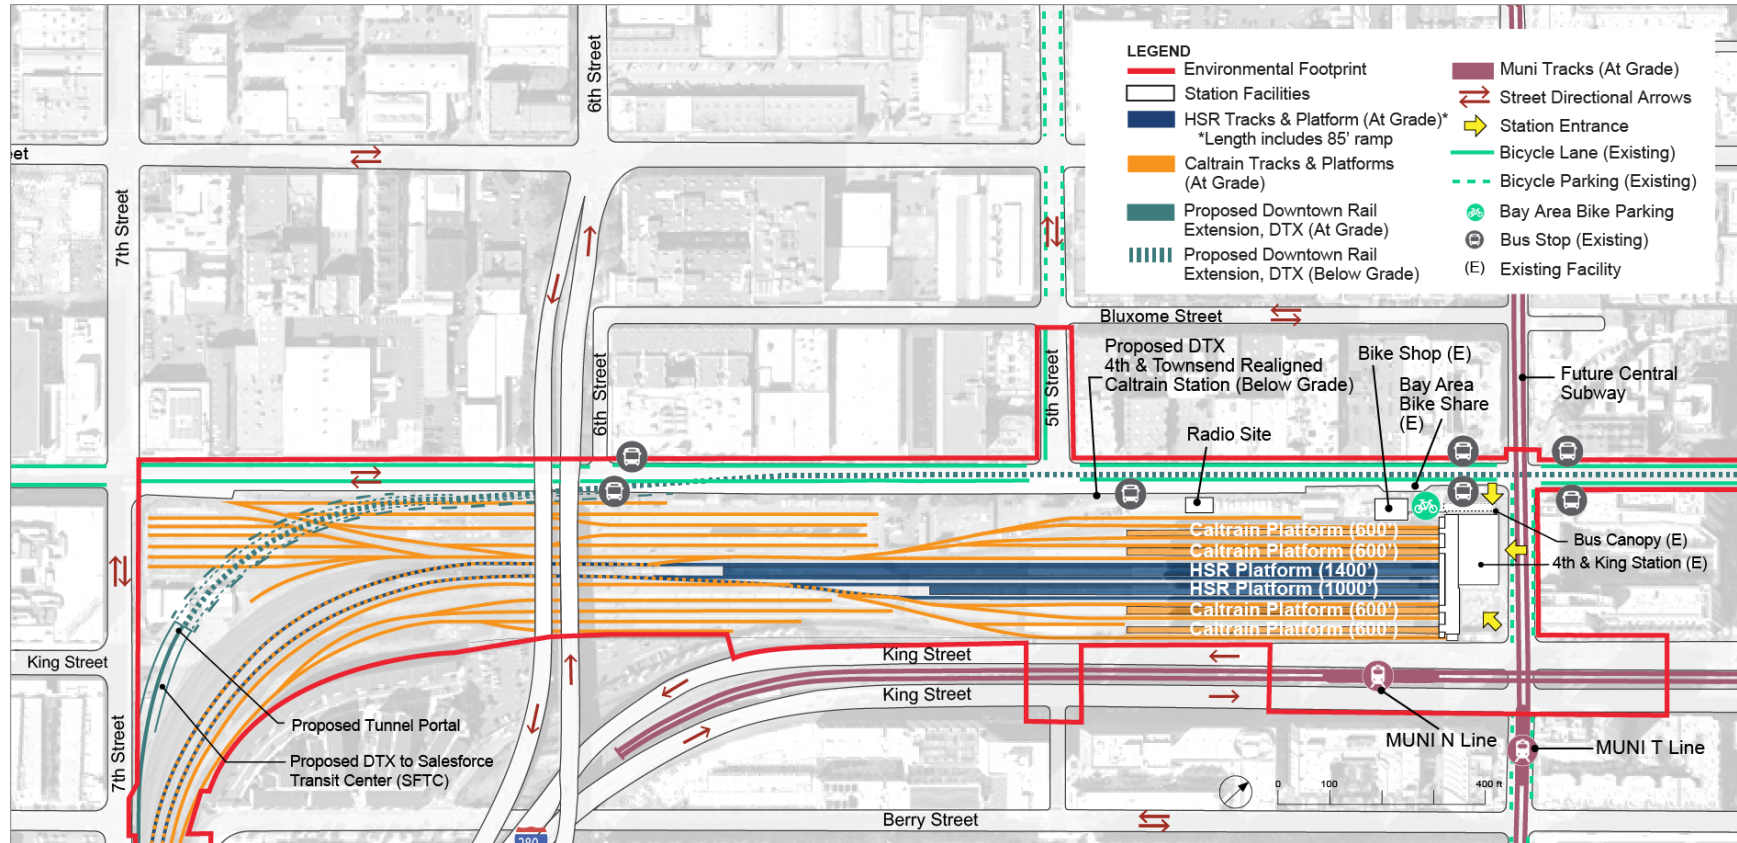 LEGEND
Environmental Footprint
Station Facilities
HSR Tracks & Platform (At Grade)*
*Length includes 85' ramp
Caltrain Tracks & Platforms
(At Grade)
Proposed Downtown Rail
Extension, DTX (At Grade)
Proposed Downtown Rail
Extension, DTX (Below Grade)
Muni Tracks (At Grade)
Street Directional Arrows
Station Entrance
Bicycle Lane (Existing)
Bicycle Parking (Existing)
Bay Area Bike Parking
Bus Stop (Existing)
(E) Existing Facility
6th Street
eet
7th Street
Bluxome Street
6th Street
5th Street
Proposed DTX
4th & Townsend Realigned
Caltrain Station (Below Grade)
Bike Shop (E)
Bay Area
Bike Share
(E)
Future Central
Subway
Radio Site
Caltrain Platform (600')
Caltrain Platform (600')
HSR Platform (1400')
HSR Platform (1000')
Caltrain Platform (600')
Caltrain Platform (600')
Bus Canopy (E)
4th & King Station (E)
King Street
King Street
King Street
7th Street
Proposed Tunnel Portal
Proposed DTX to Salesforce
Transit Center (SFTC)
MUNI N Line
MUNI T Line
0 100 400 ft
Berry Street
280